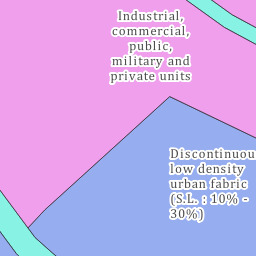 Industrial,
commercial,
public,
military and
private units
Discontinuou
low density
urban fabric
(S.L. : 10% -
30%)